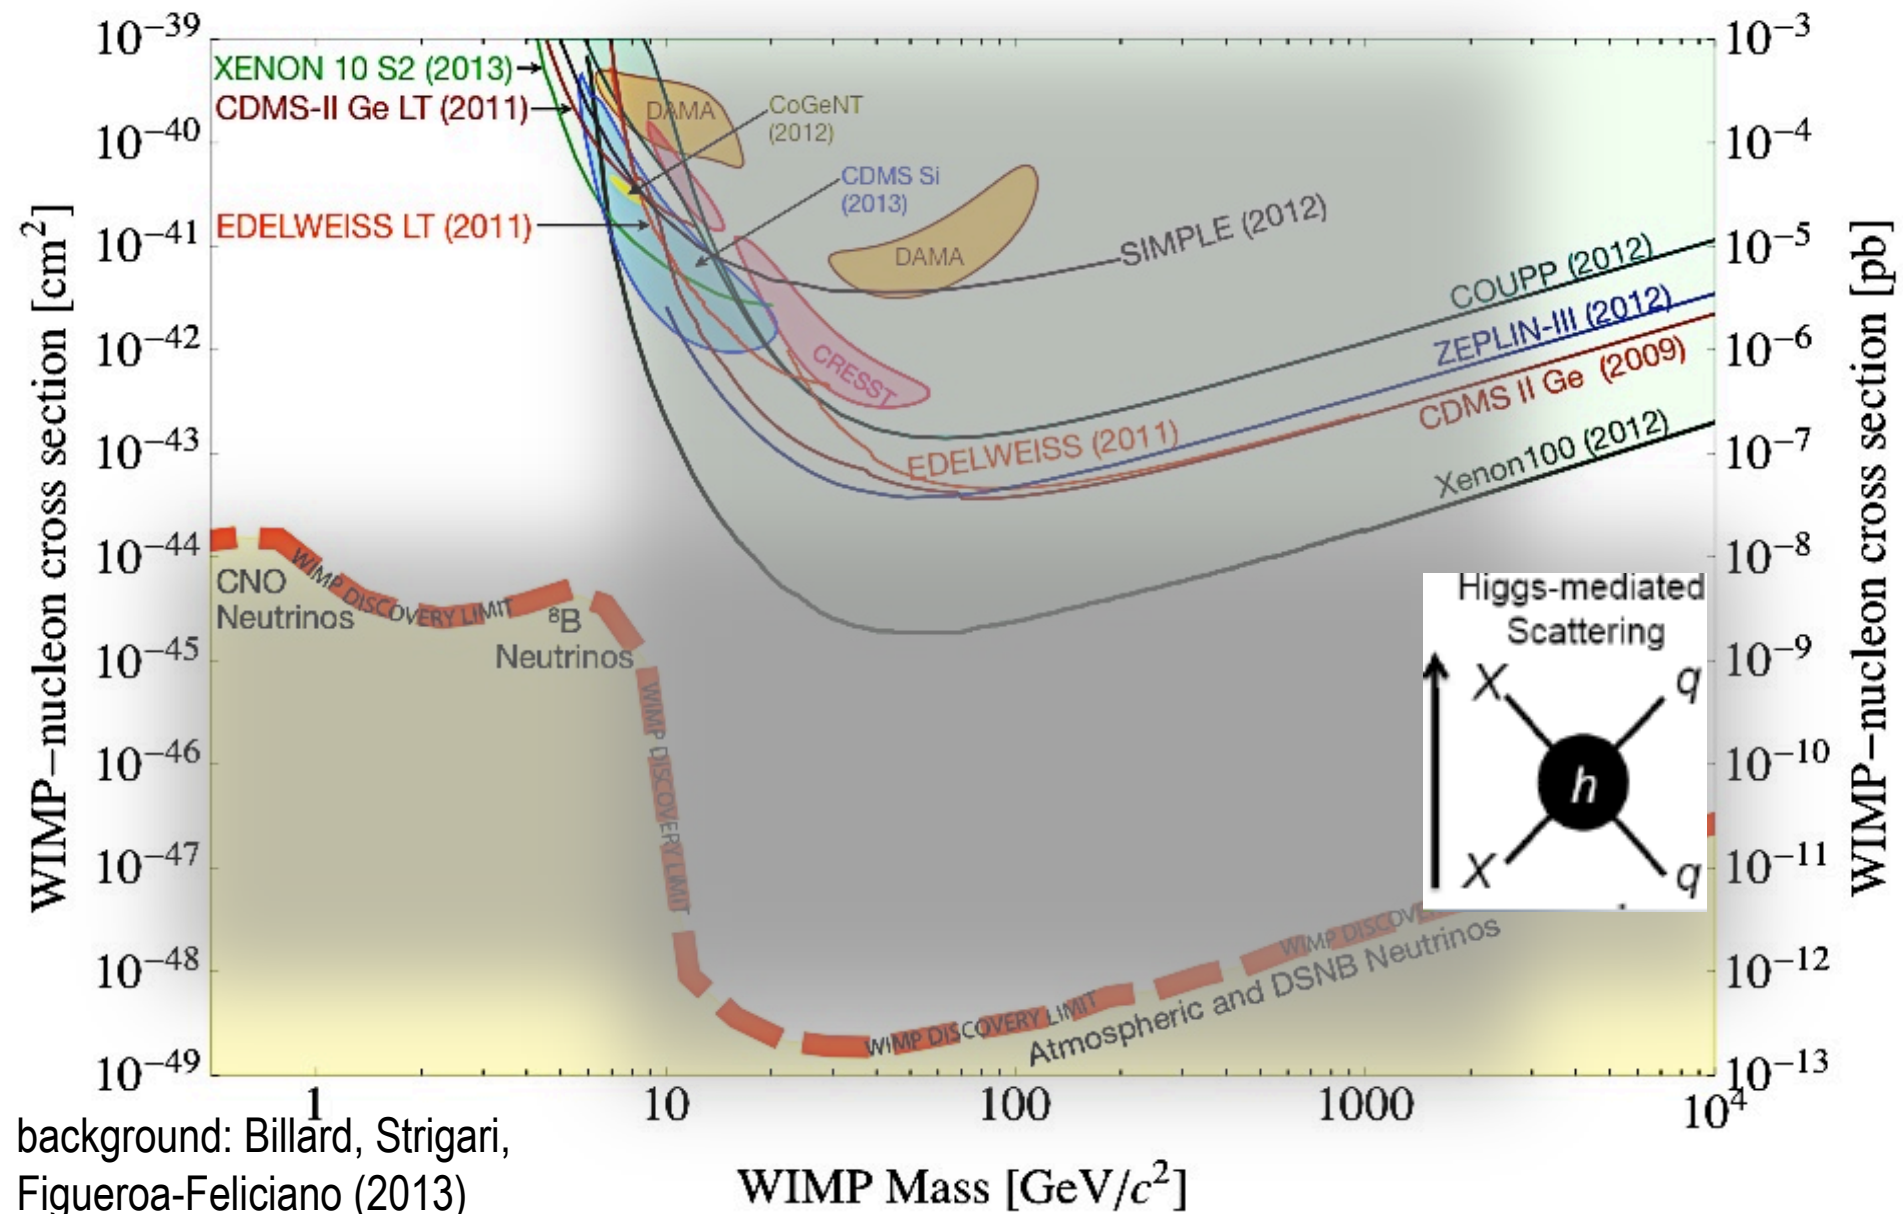 10−39
10−40
10−41
10−42
10−43
10−44
10−45
10−46
10−47
10−48
10−49
WIMP−nucleon cross section [cm2]
XENON 10 S2 (2013)
CDMS-II Ge LT (2011)
EDELWEISS LT (2011)
DAMA
CoGeNT
(2012)
CDMS Si
(2013)
DAMA
SIMPLE (2012)
CRESST
COUPP (2012)
ZEPLIN-III (2012)
CDMS II Ge (2009)
EDELWEISS (2011)
Xenon100 (2012)
CNO
Neutrinos
WIMP DISCOVERY LIMIT
8B
Neutrinos
WIMP DISCOVERY LIMIT
WIMP DISCOVERY LIMIT
WIMP DISCOVE
Atmospheric and DSNB Neutrinos
Higgs-mediated
Scattering
X
q
h
X
q
10−3
10−4
10−5
10−6
10−7
10−8
10−9
10−10
10−11
10−12
10−13
WIMP−nucleon cross section [pb]
1 10 100 1000 104
WIMP Mass [GeV/c2]
background: Billard, Strigari,
Figueroa-Feliciano (2013)